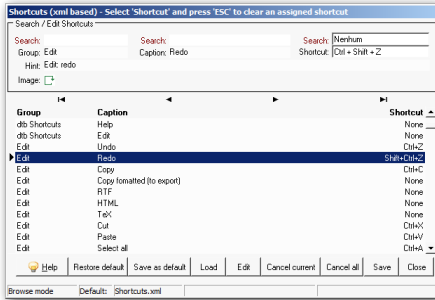 Shortcuts (xml based) - Select 'Shortcut' and press 'ESC' to clear an assigned shortcut
Search / Edit Shortcuts
Search: Search: Search: Nenhum
Group: Edit Caption: Redo Shortcut: Ctrl + Shift + Z
Hint: Edit: redo
Image:
Group Caption Shortcut
dtb Shortcuts Help None
dtb Shortcuts Edit None
Edit Undo Ctrl+Z
Edit Redo Shift+Ctrl+Z
Edit Copy Ctrl+C
Edit Copy fomatted (to export) None
Edit RTF None
Edit HTML None
Edit TeX None
Edit Cut Ctrl+X
Edit Paste Ctrl+V
Edit Select all Ctrl+A
Help Restore default Save as default Load Edit Cancel current Cancel all Save Close
Browse mode Default: Shortcuts.xml